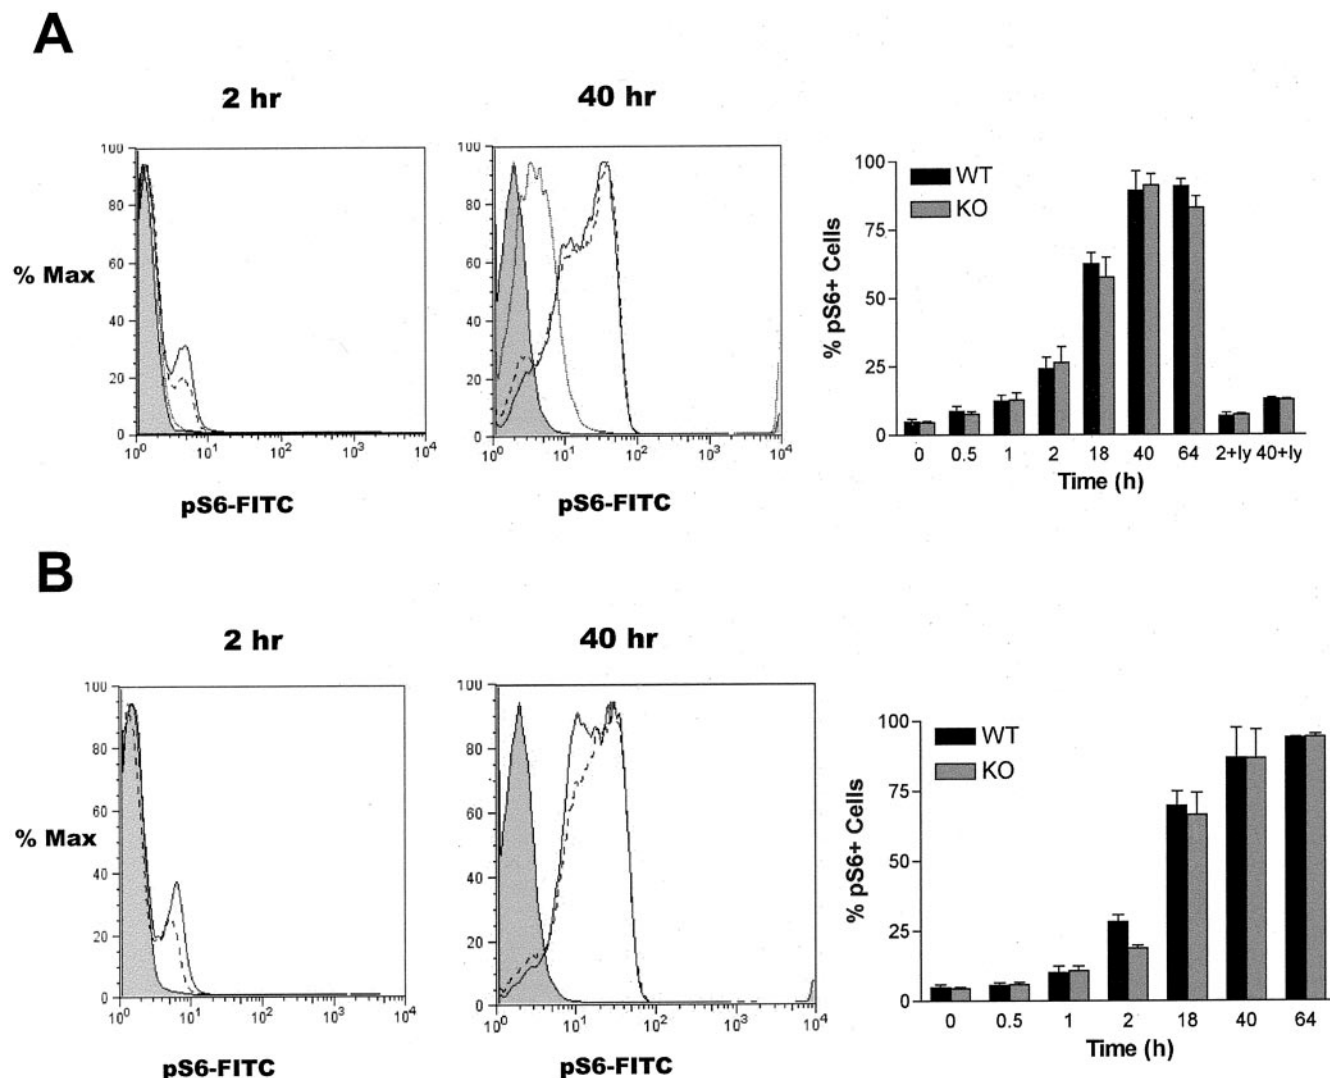 A
2 hr
40 hr
100
80
60
40
20
0
% Max
10^0 10^1 10^2 10^3 10^4
pS6-FITC
100
80
60
40
20
0
10^0 10^1 10^2 10^3 10^4
pS6-FITC
WT
KO
100
75
50
25
0
% pS6+ Cells
0 0.5 1 2 18 40 64 2+ly 40+ly
Time (h)
B
2 hr
40 hr
100
80
60
40
20
0
% Max
10^0 10^1 10^2 10^3 10^4
pS6-FITC
100
80
60
40
20
0
10^0 10^1 10^2 10^3 10^4
pS6-FITC
WT
KO
100
75
50
25
0
% pS6+ Cells
0 0.5 1 2 18 40 64
Time (h)